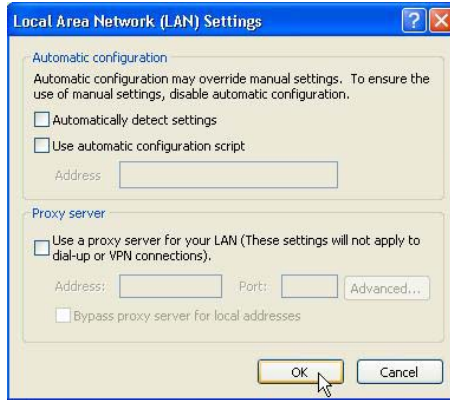 Local Area Network (LAN) Settings
Automatic configuration
Automatic configuration may override manual settings. To ensure the
use of manual settings, disable automatic configuration.
Automatically detect settings
Use automatic configuration script
Address
Proxy server
Use a proxy server for your LAN (These settings will not apply to
dial-up or VPN connections).
Address:
Port:
Advanced...
Bypass proxy server for local addresses
OK
Cancel